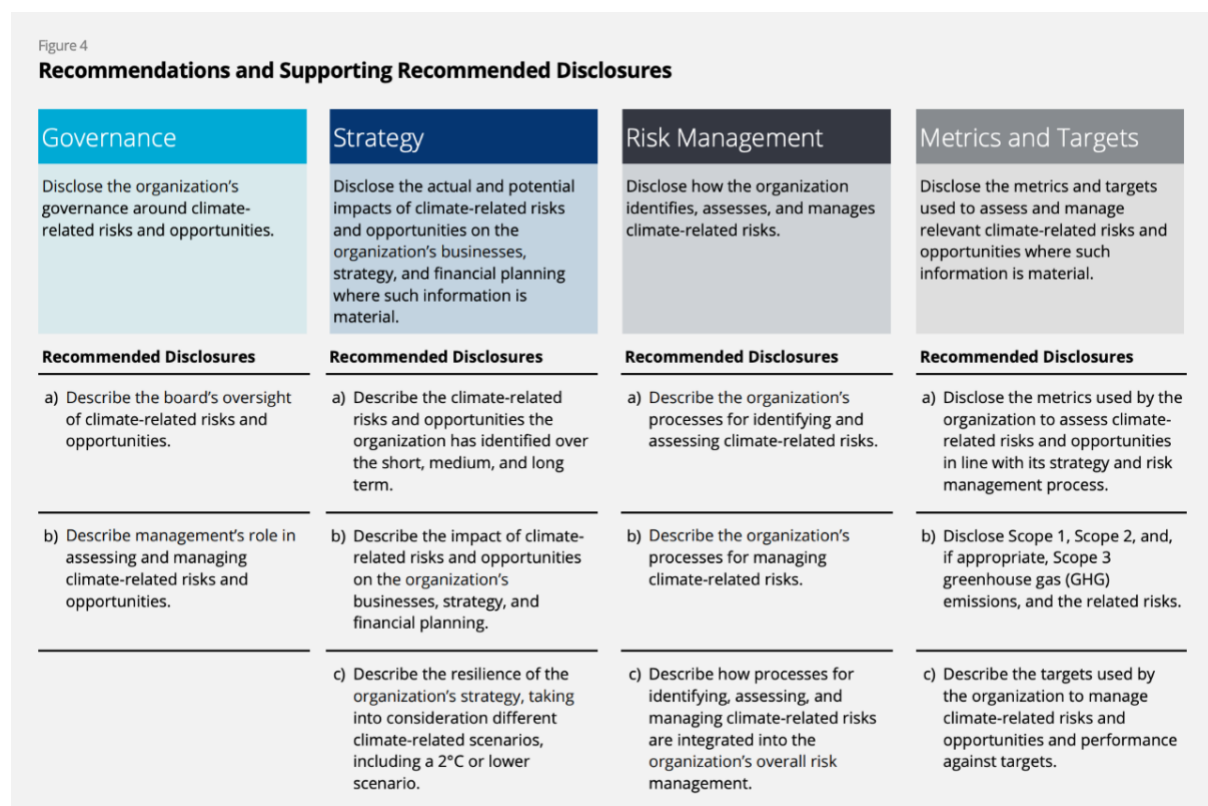 Figure 4
Recommendations and Supporting Recommended Disclosures
Governance
Disclose the organization's
governance around climate-
related risks and opportunities.
Strategy
Disclose the actual and potential
impacts of climate-related risks
and opportunities on the
organization's businesses,
strategy, and financial planning
where such information is
material.
Risk Management
Disclose how the organization
identifies, assesses, and manages
climate-related risks.
Metrics and Targets
Disclose the metrics and targets
used to assess and manage
relevant climate-related risks and
opportunities where such
information is material.
Recommended Disclosures
a) Describe the board's oversight
of climate-related risks and
opportunities.
b) Describe management's role in
assessing and managing
climate-related risks and
opportunities.
Recommended Disclosures
a) Describe the climate-related
risks and opportunities the
organization has identified over
the short, medium, and long
term.
b) Describe the impact of climate-
related risks and opportunities
on the organization's
businesses, strategy, and
financial planning.
c) Describe the resilience of the
organization's strategy, taking
into consideration different
climate-related scenarios,
including a 2°C or lower
scenario.
Recommended Disclosures
a) Describe the organization's
processes for identifying and
assessing climate-related risks.
b) Describe the organization's
processes for managing
climate-related risks.
c) Describe how processes for
identifying, assessing, and
managing climate-related risks
are integrated into the
organization's overall risk
management.
Recommended Disclosures
a) Disclose the metrics used by the
organization to assess climate-
related risks and opportunities
in line with its strategy and risk
management process.
b) Disclose Scope 1, Scope 2, and,
if appropriate, Scope 3
greenhouse gas (GHG)
emissions, and the related risks.
c) Describe the targets used by
the organization to manage
climate-related risks and
opportunities and performance
against targets.